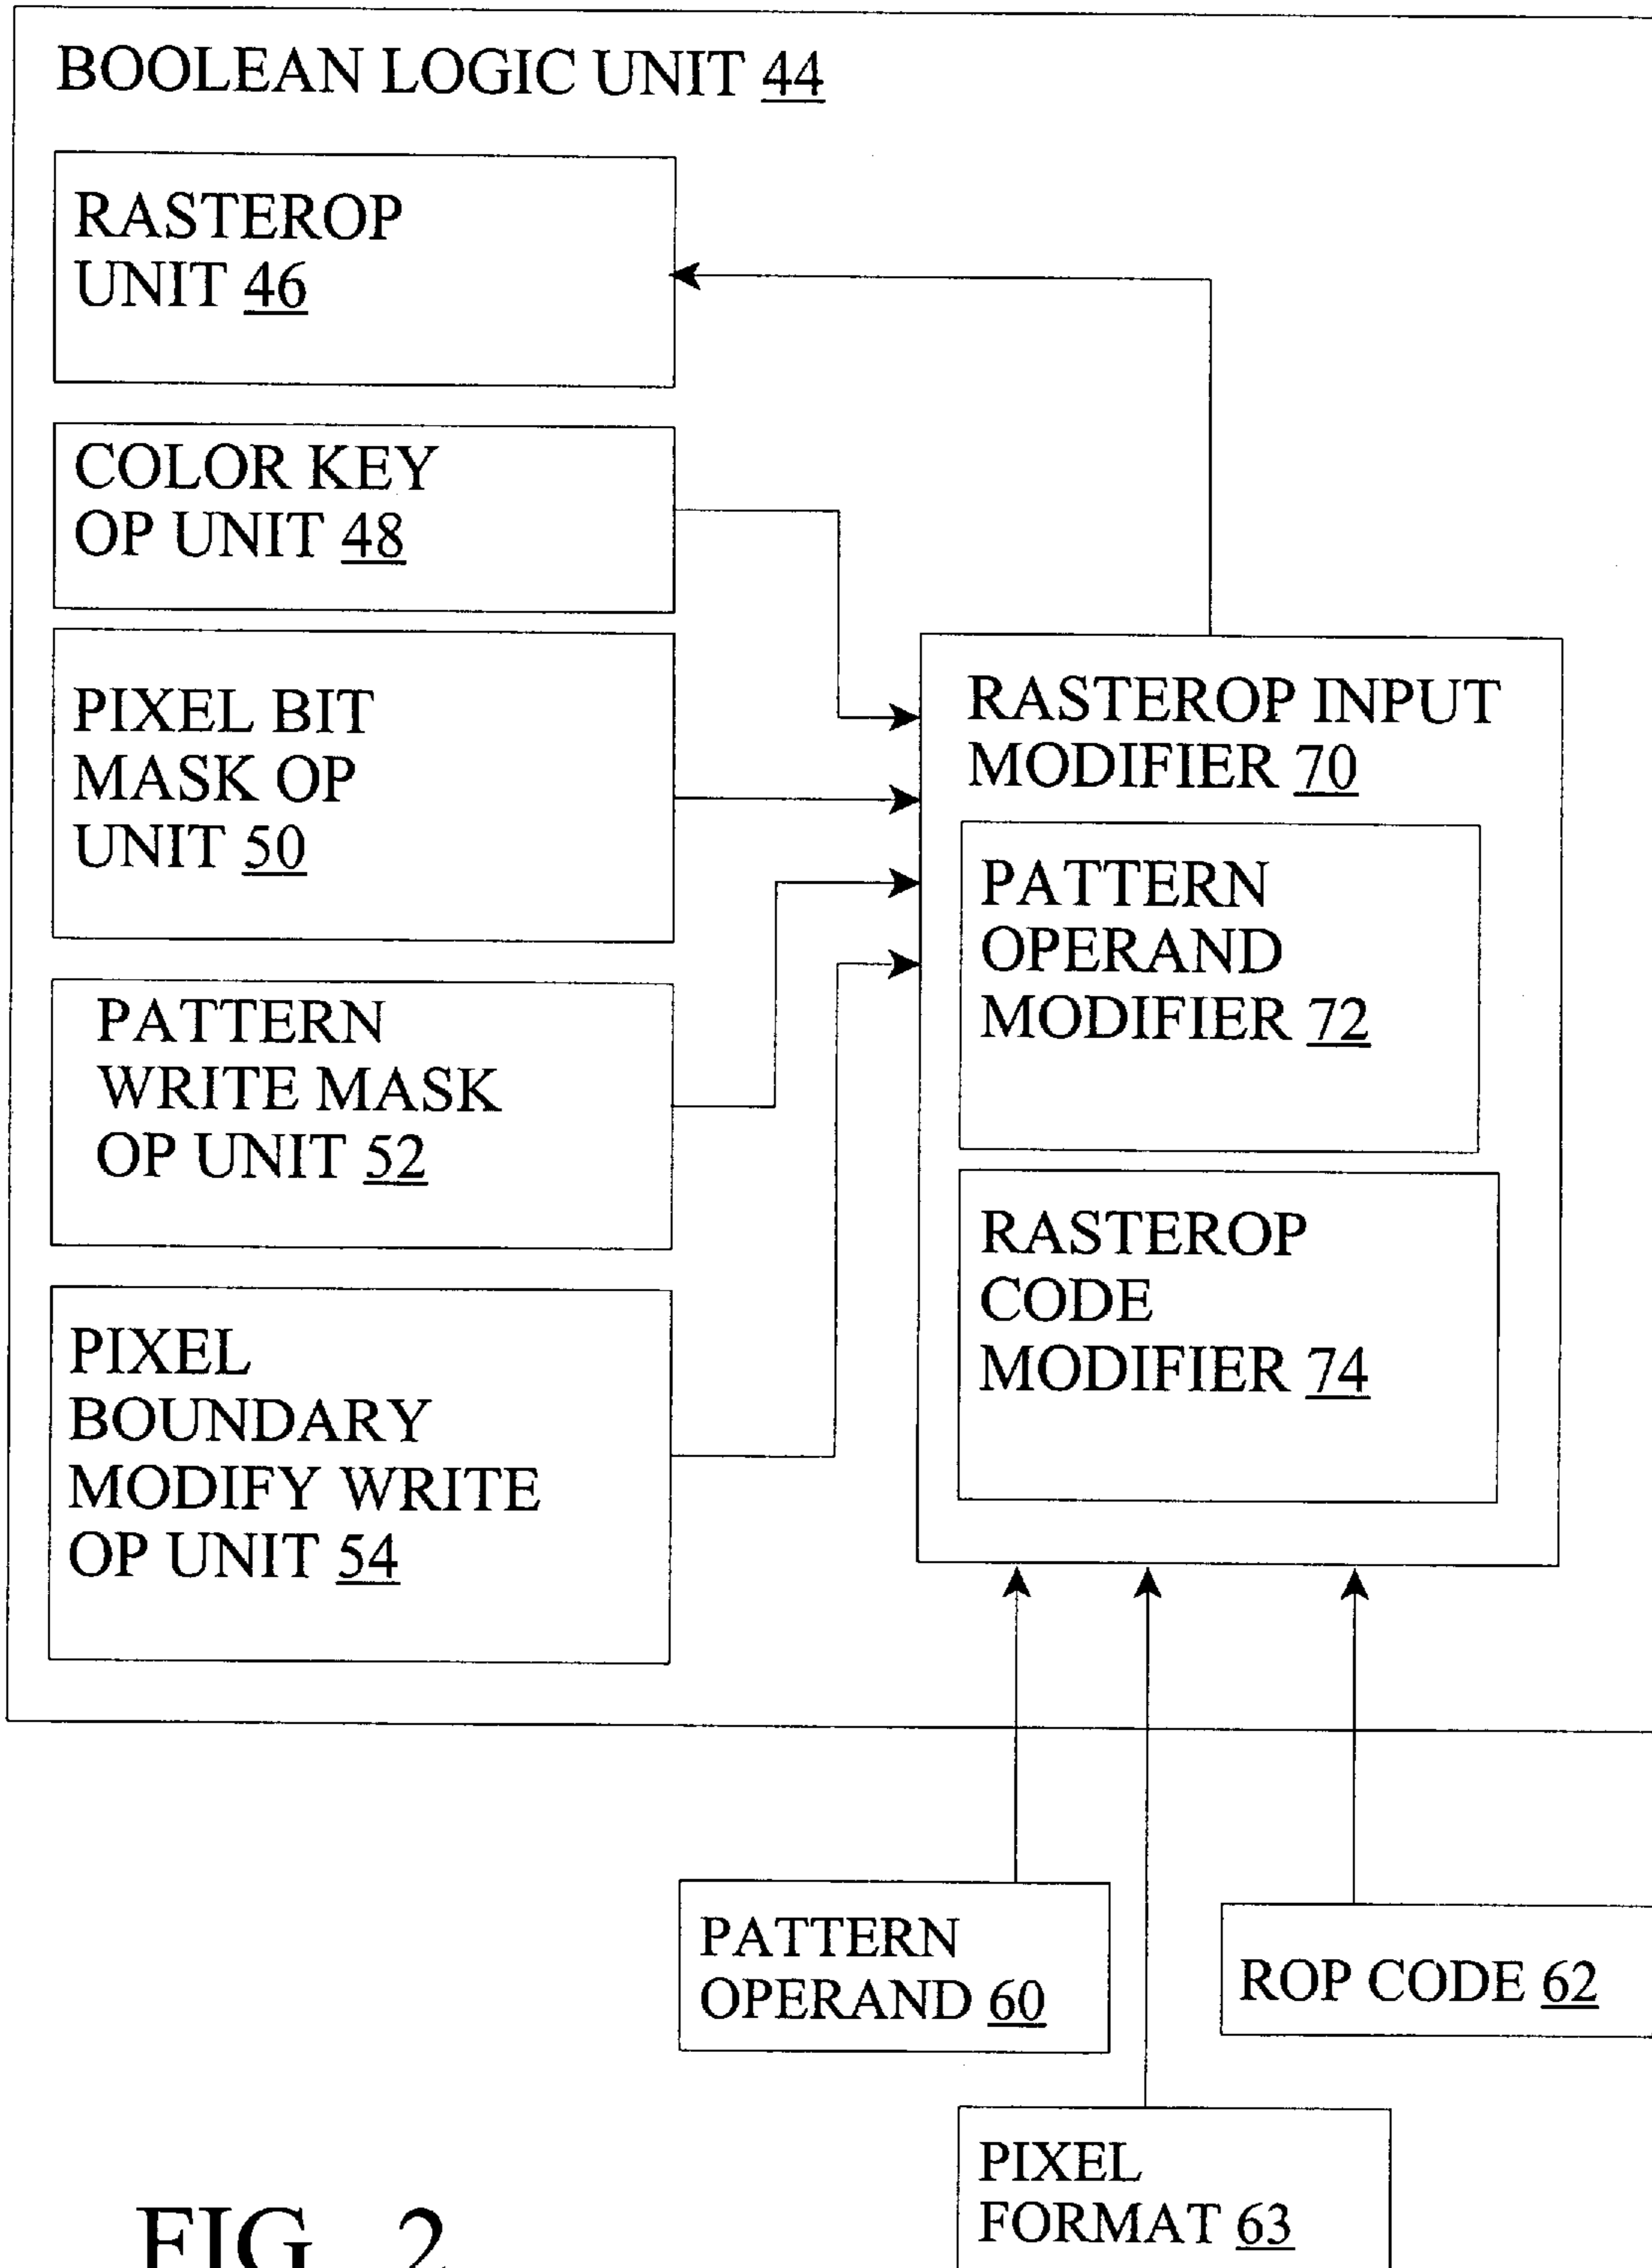 BOOLEAN LOGIC UNIT 44
RASTEROP
UNIT 46
COLOR KEY
OP UNIT 48
PIXEL BIT
MASK OP
UNIT 50
PATTERN
WRITE MASK
OP UNIT 52
PIXEL
BOUNDARY
MODIFY WRITE
OP UNIT 54
RASTEROP INPUT
MODIFIER 70
PATTERN
OPERAND
MODIFIER 72
RASTEROP
CODE
MODIFIER 74
PATTERN
OPERAND 60
ROP CODE 62
PIXEL
FORMAT 63
FIG. 2